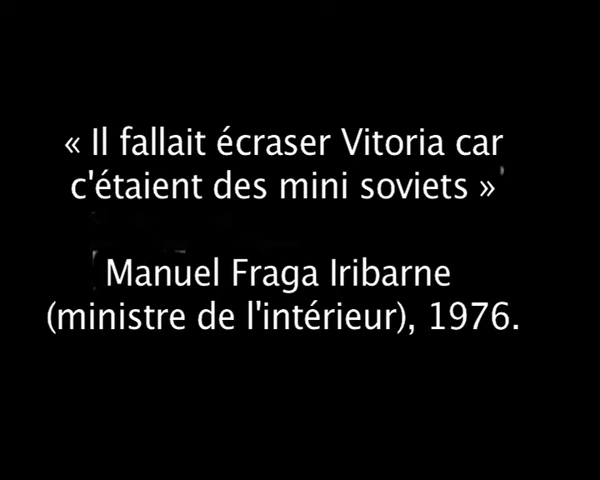 « Il fallait écraser Vitoria car
c'étaient des mini soviets »
Manuel Fraga Iribarne
(ministre de l'intérieur), 1976.